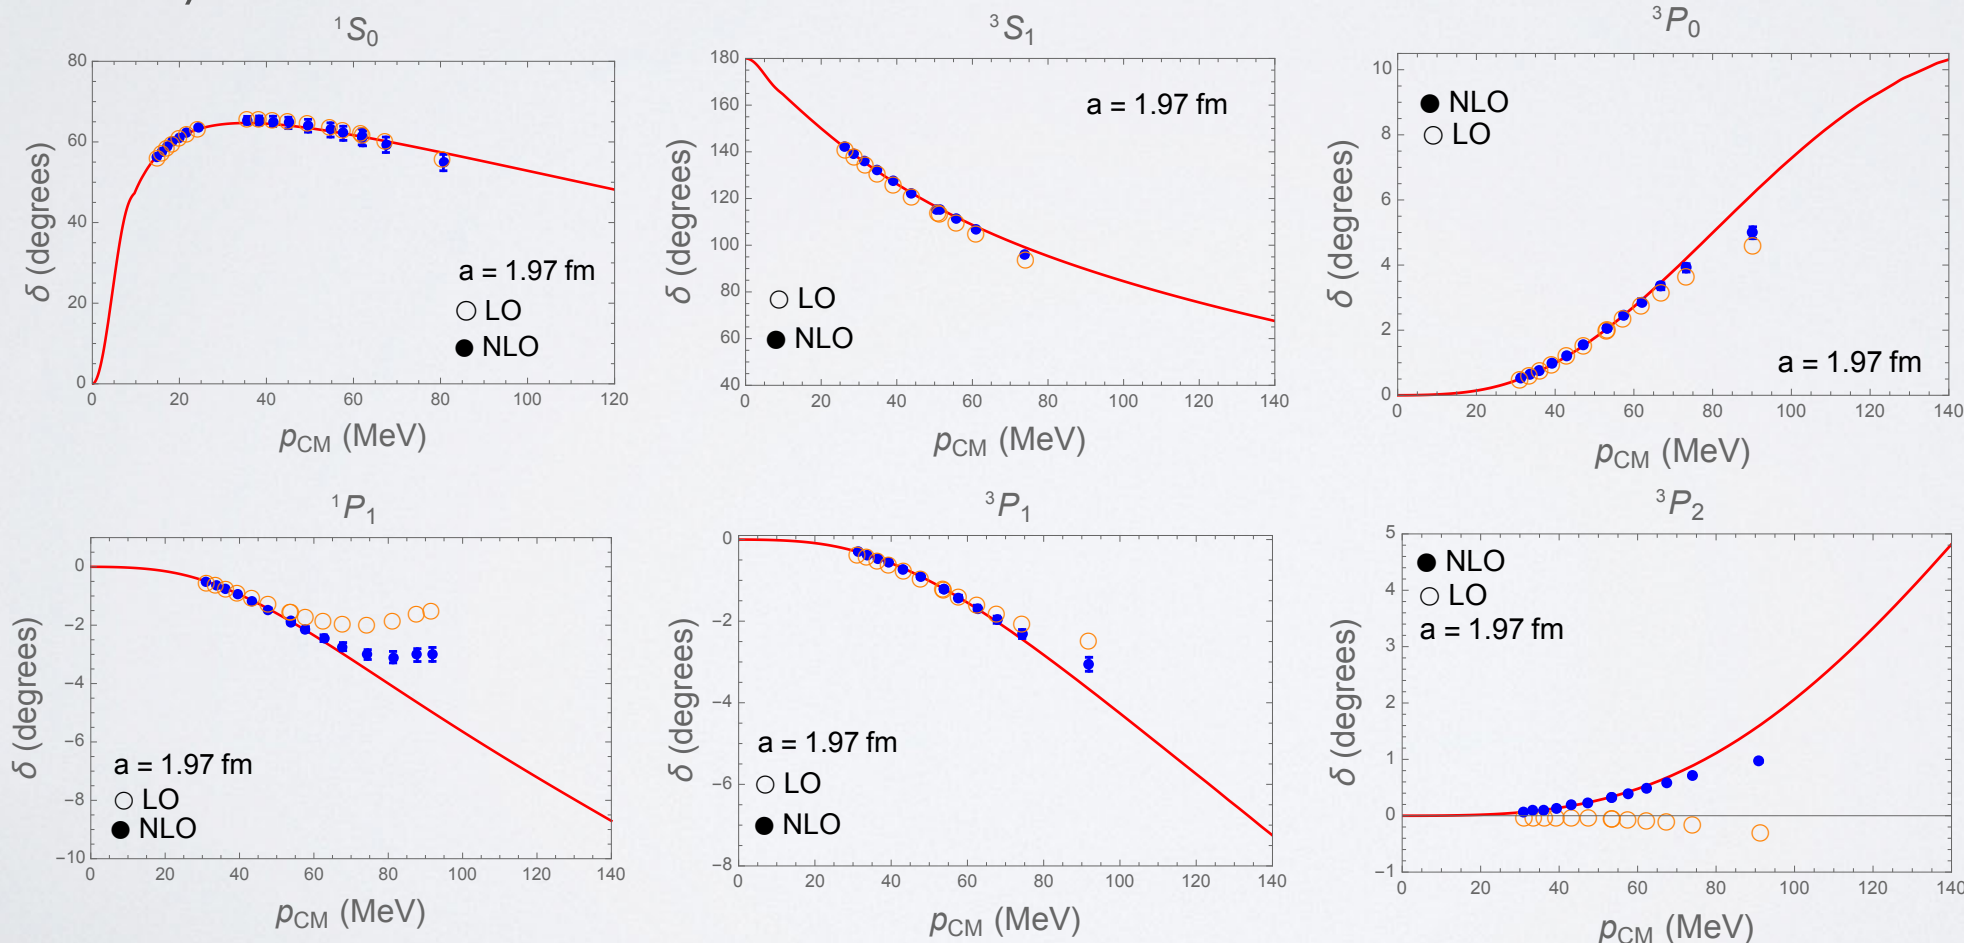 ¹S₀
80
60
40
20
0
0 20 40 60 80 100 120
δ (degrees)
a = 1.97 fm
LO
NLO
p_CM (MeV)
³S₁
180
160
140
120
100
80
60
40
0 20 40 60 80 100 120 140
δ (degrees)
a = 1.97 fm
LO
NLO
p_CM (MeV)
³P₀
10
8
6
4
2
0
0 20 40 60 80 100 120 140
δ (degrees)
NLO
LO
a = 1.97 fm
p_CM (MeV)
¹P₁
0
−2
−4
−6
−8
−10
0 20 40 60 80 100 120 140
δ (degrees)
a = 1.97 fm
LO
NLO
p_CM (MeV)
³P₁
0
−2
−4
−6
−8
0 20 40 60 80 100 120 140
δ (degrees)
a = 1.97 fm
LO
NLO
p_CM (MeV)
³P₂
5
4
3
2
1
0
−1
0 20 40 60 80 100 120 140
δ (degrees)
NLO
LO
a = 1.97 fm
p_CM (MeV)